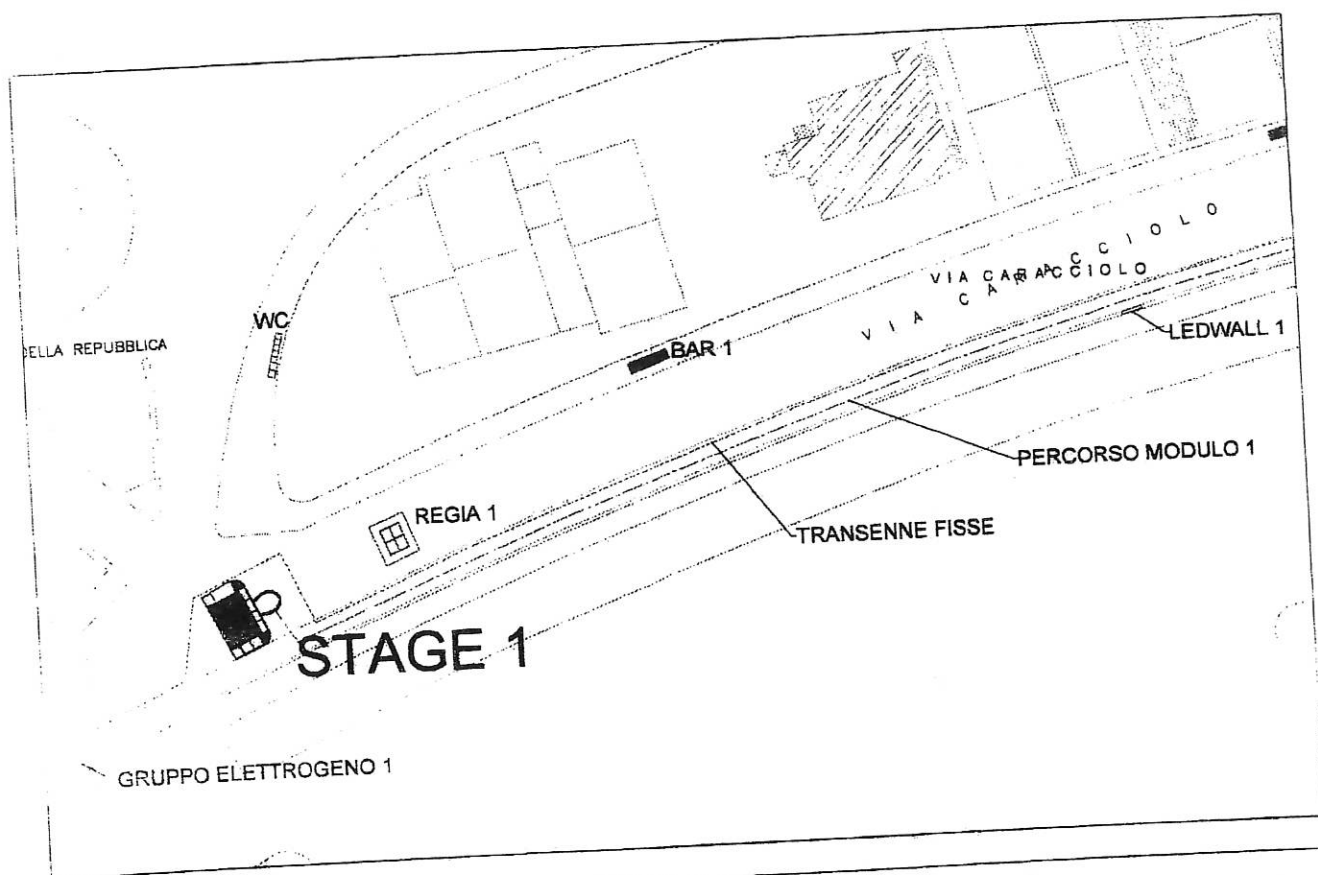 VIA CARACCIOLO
VIA CARACCIOLO
WC
ELLA REPUBBLICA
BAR 1
LEDWALL 1
PERCORSO MODULO 1
REGIA 1
TRANSENNE FISSE
STAGE 1
GRUPPO ELETTROGENO 1